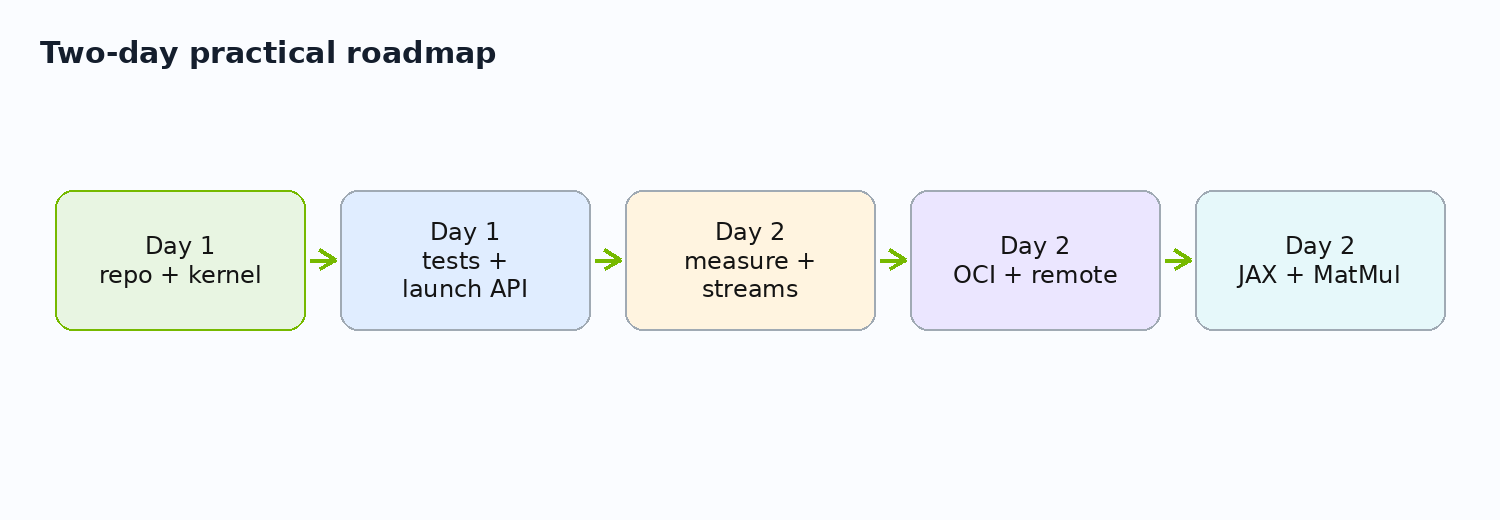 Two-day practical roadmap
Day 1
repo + kernel
Day 1
tests +
launch API
Day 2
measure +
streams
Day 2
OCI + remote
Day 2
JAX + MatMul